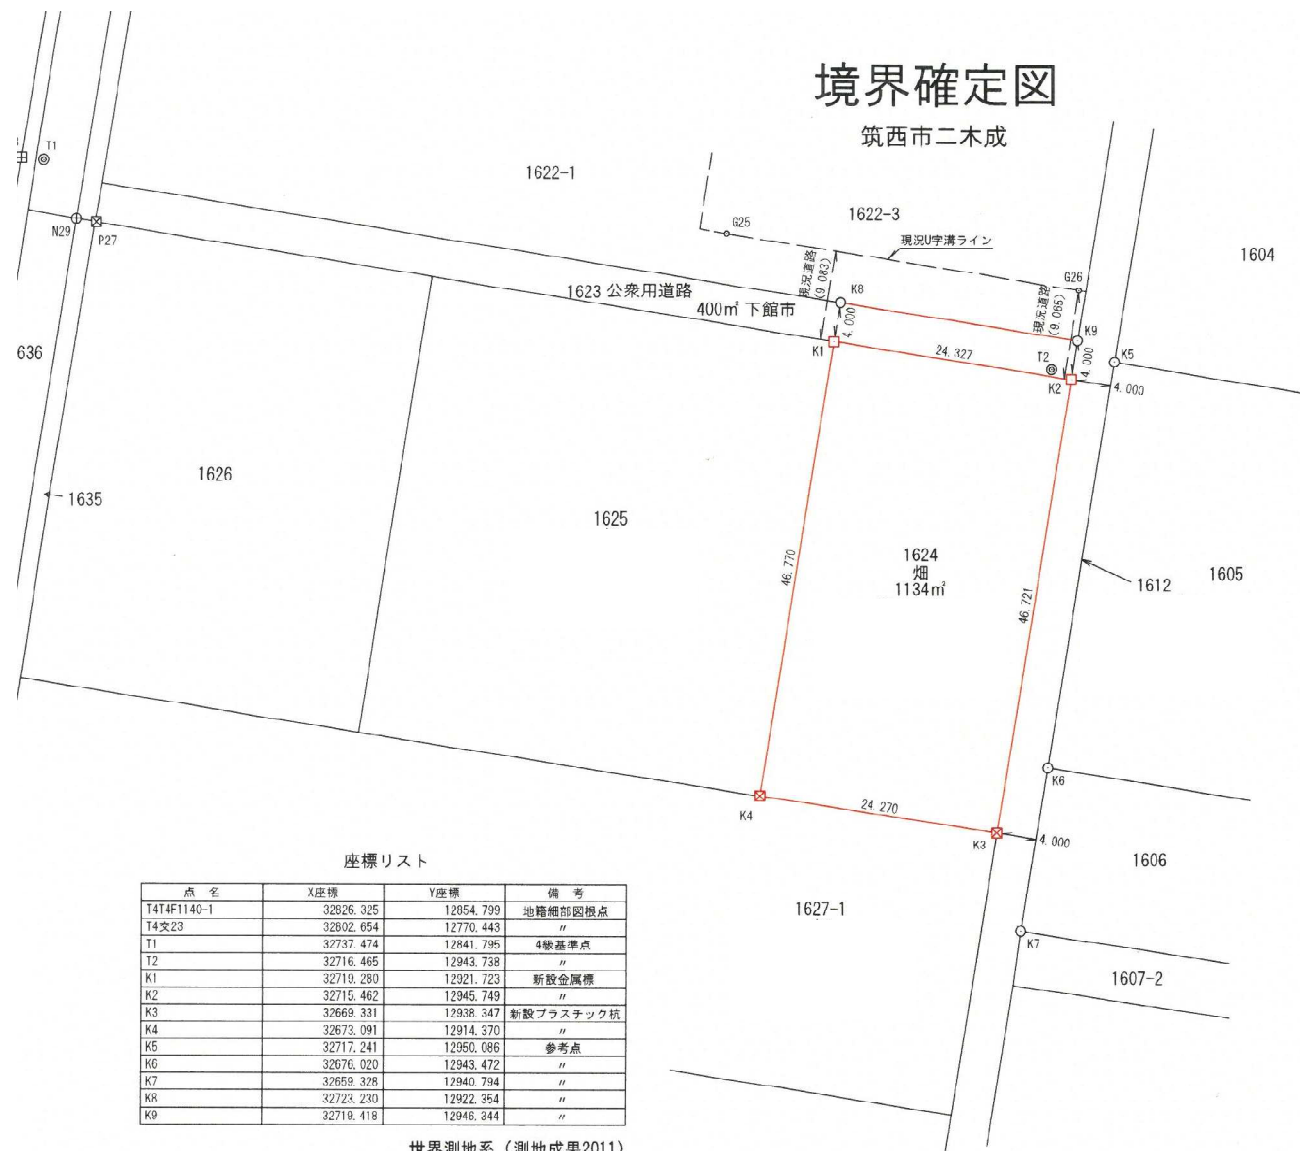 境界確定図
筑西市二木成
T1
1622-1
1622-3
G25
現況U字溝ライン
1604
N29
P27
G26
現況道路
(9.083)
現況道路
(9.065)
1623 公衆用道路
400㎡ 下館市
K8
4.000
K9
K1
24.327
T2
4.000
K5
K2
4.000
636
1626
1635
1625
1624
畑
1134㎡
46.770
46.721
1612
1605
K6
K4
24.270
K3
4.000
1606
1627-1
K7
1607-2
座標リスト
点 名 X座標 Y座標 備 考
T4T4F1140-1 32826.325 12854.799 地籍細部図根点
T4交23 32802.654 12770.443 〃
T1 32737.474 12841.795 4級基準点
T2 32716.465 12943.738 〃
K1 32719.280 12921.723 新設金属標
K2 32715.462 12945.749 〃
K3 32669.331 12938.347 新設プラスチック杭
K4 32673.091 12914.370 〃
K5 32717.241 12950.086 参考点
K6 32676.020 12943.472 〃
K7 32659.328 12940.794 〃
K8 32723.230 12922.354 〃
K9 32719.418 12946.344 〃
世界測地系(測地成果2011)